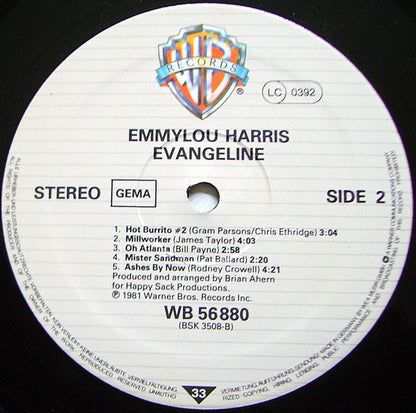 WB
RECORDS
®
LC 0392
EMMYLOU HARRIS
EVANGELINE
STEREO GEMA SIDE 2
1. Hot Burrito #2 (Gram Parsons/Chris Ethridge) 3:04
2. Millworker (James Taylor) 4:03
3. Oh Atlanta (Bill Payne) 2:58
4. Mister Sandman (Pat Ballard) 2:20
5. Ashes By Now (Rodney Crowell) 4:21
Produced and arranged by Brian Ahern
for Happy Sack Productions.
℗ 1981 Warner Bros. Records Inc.
WB 56 880
(BSK 3508-B)
33